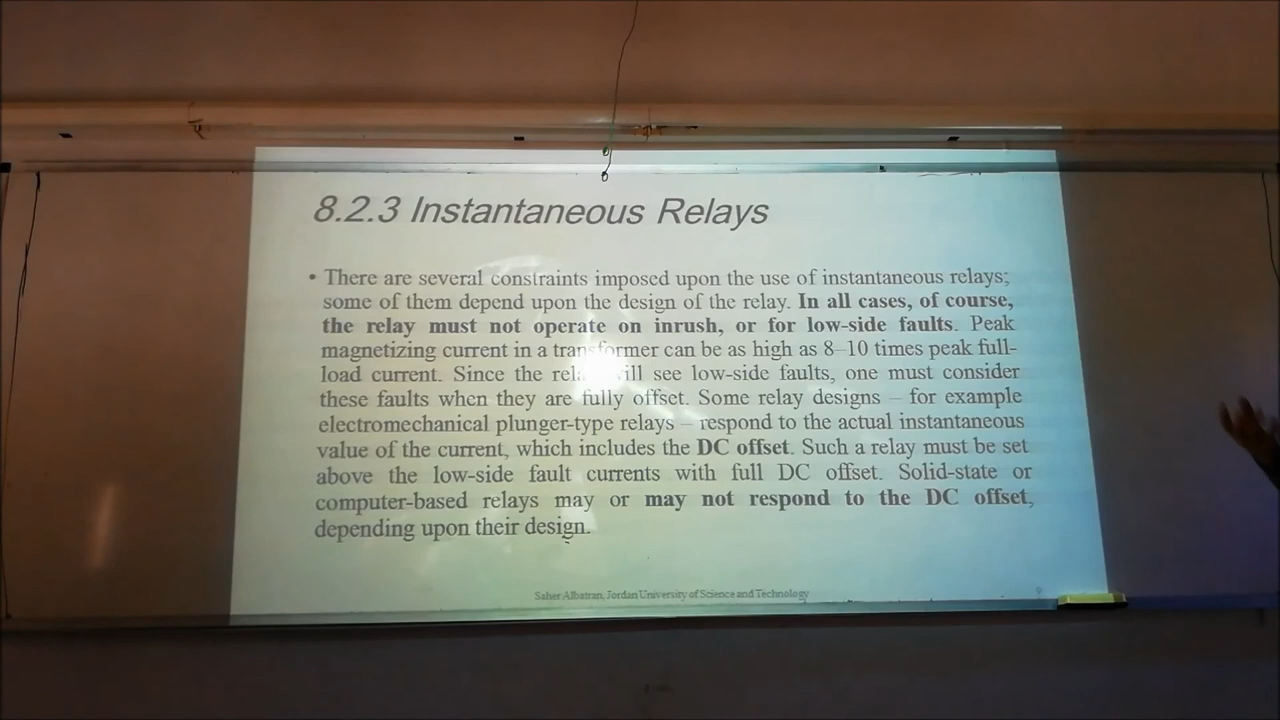 8.2.3 Instantaneous Relays
• There are several constraints imposed upon the use of instantaneous relays;
some of them depend upon the design of the relay. In all cases, of course,
the relay must not operate on inrush, or for low-side faults. Peak
magnetizing current in a transformer can be as high as 8–10 times peak full-
load current. Since the will see low-side faults, one must consider
these faults when they are fully offset. Some relay designs – for example
electromechanical plunger-type relays – respond to the actual instantaneous
value of the current, which includes the DC offset. Such a relay must be set
above the low-side fault currents with full DC offset. Solid-state or
computer-based relays may or may not respond to the DC offset,
depending upon their design.
Saher Albatran, Jordan University of Science and Technology